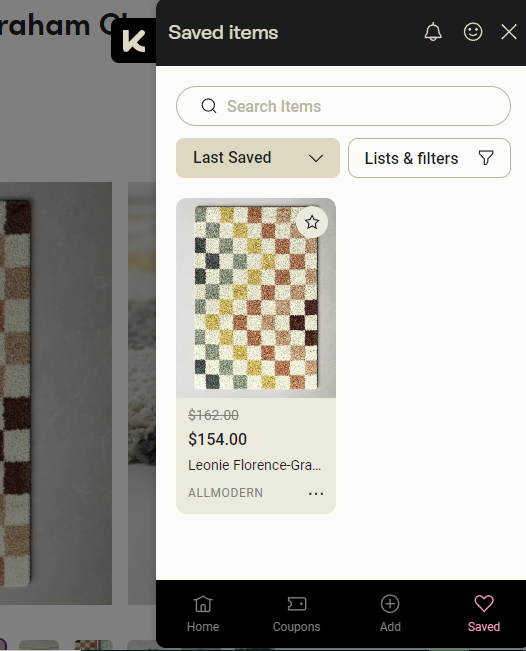 raham
Saved items
Search Items
Last Saved
Lists & filters
$162.00
$154.00
Leonie Florence-Gra...
ALLMODERN
Home
Coupons
Add
Saved